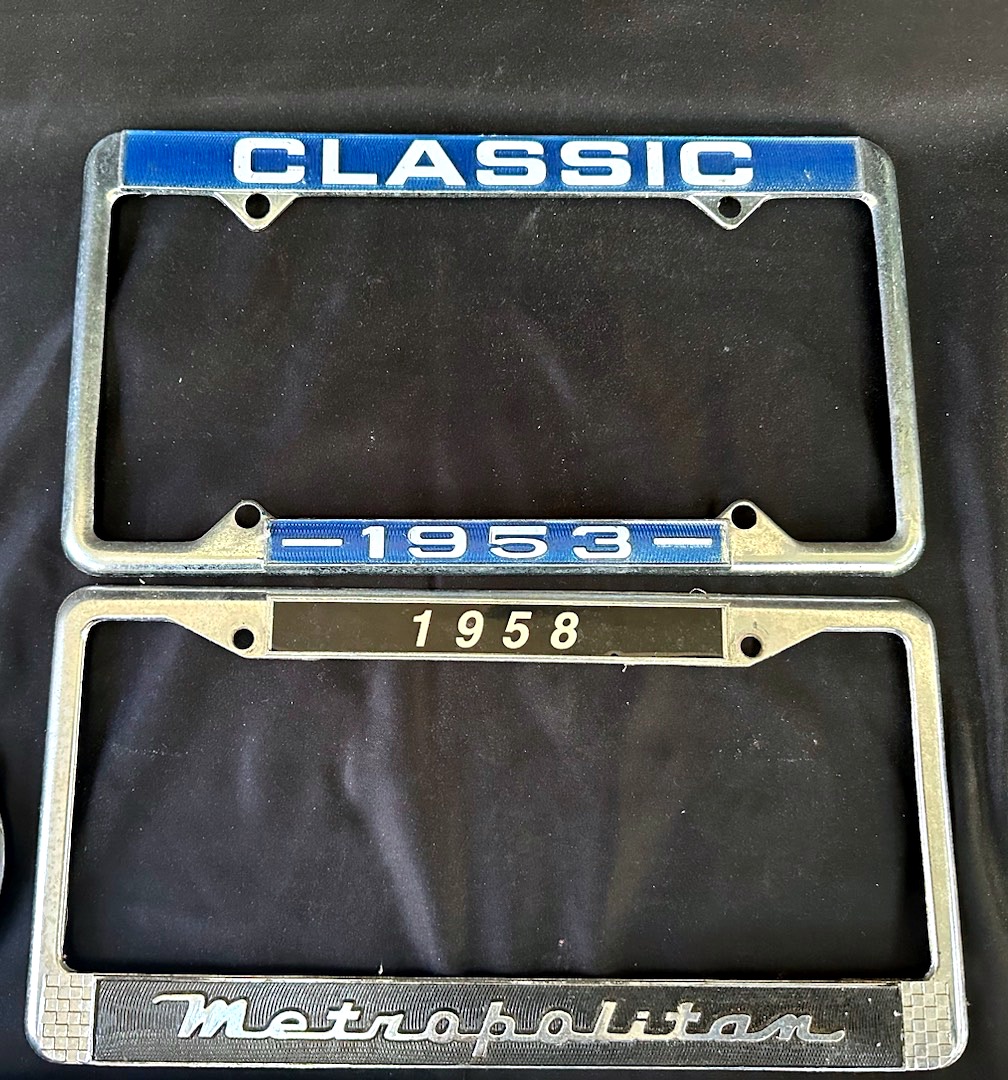 CLASSIC
-1953-
1958
Metropolitan